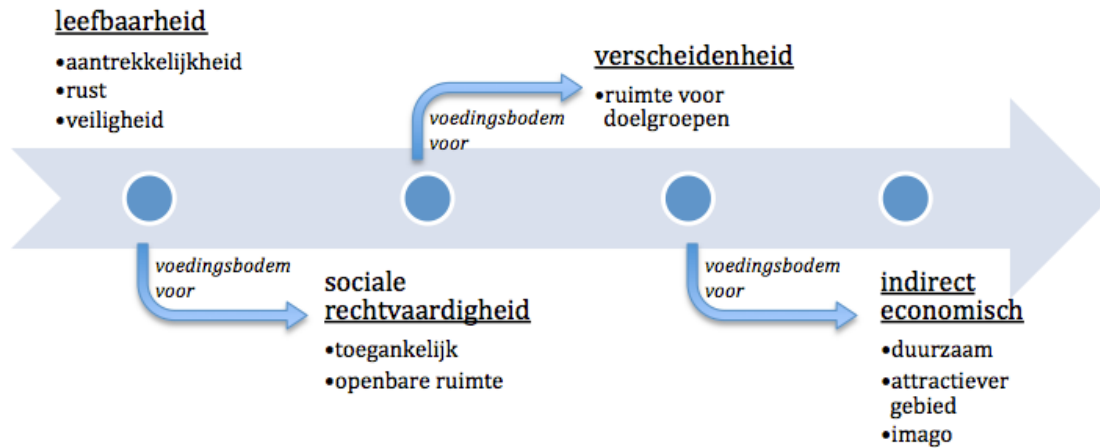 leefbaarheid
•aantrekkelijkheid
•rust
•veiligheid
voedingsbodem
voor
sociale
rechtvaardigheid
•toegankelijk
•openbare ruimte
voedingsbodem
voor
verscheidenheid
•ruimte voor
doelgroepen
voedingsbodem
voor
indirect
economisch
•duurzaam
•attractiever
gebied
•imago